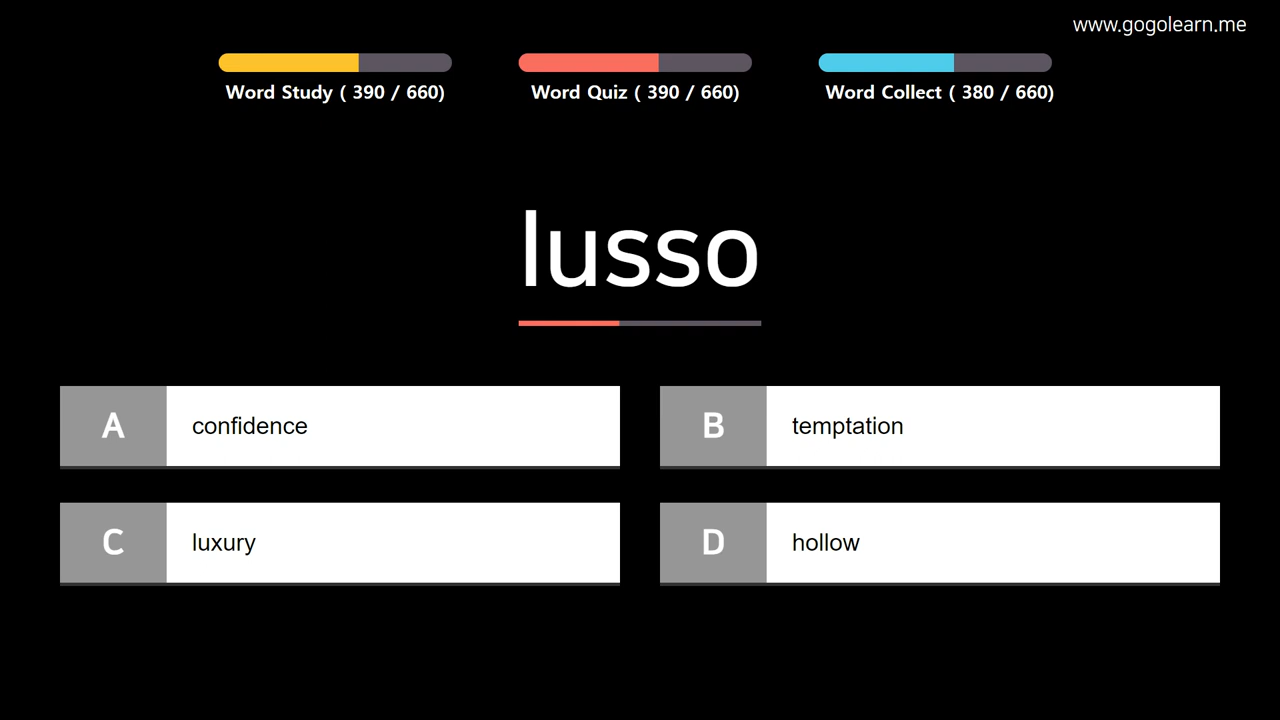 www.gogolearn.me
Word Study ( 390 / 660)
Word Quiz ( 390 / 660)
Word Collect ( 380 / 660)
lusso
A confidence
B temptation
C luxury
D hollow